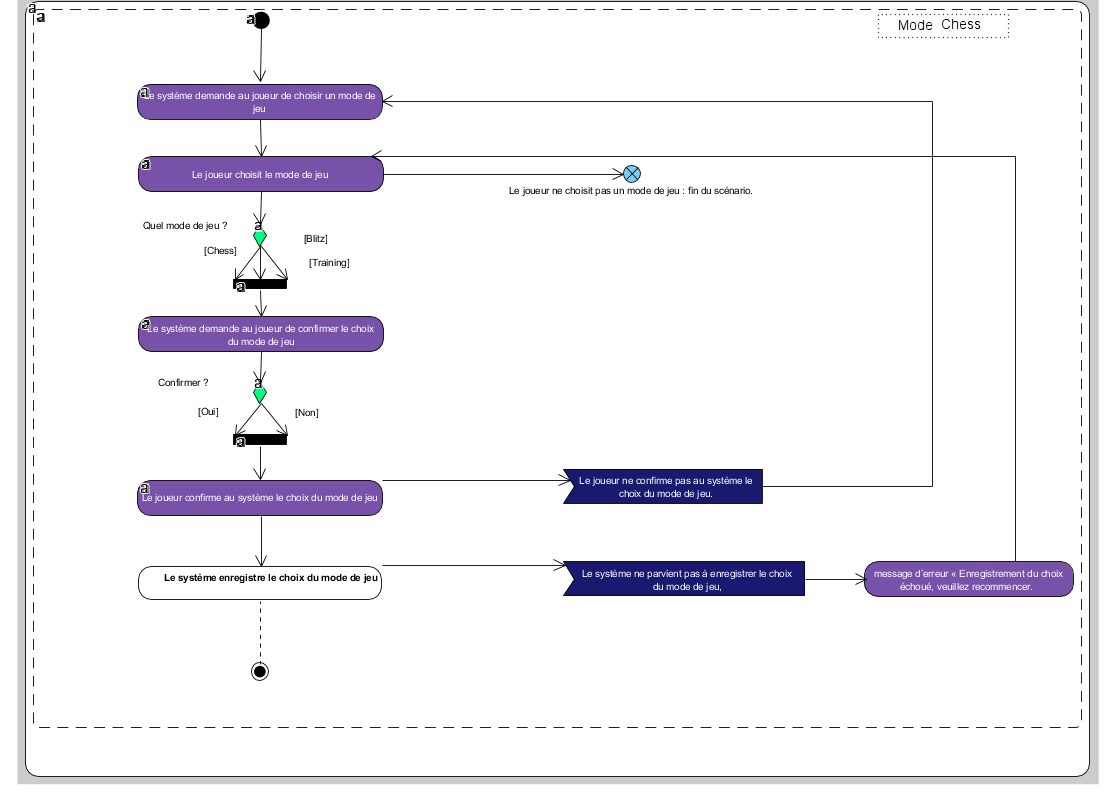 Mode Chess
Le système demande au joueur de choisir un mode de
jeu
Le joueur choisit le mode de jeu
Le joueur ne choisit pas un mode de jeu : fin du scénario.
Quel mode de jeu ?
[Blitz]
[Chess]
[Training]
Le système demande au joueur de confirmer le choix
du mode de jeu
Confirmer ?
[Oui]
[Non]
Le joueur confirme au système le choix du mode de jeu
Le joueur ne confirme pas au système le
choix du mode de jeu.
Le système enregistre le choix du mode de jeu
Le système ne parvient pas à enregistrer le choix
du mode de jeu,
message d'erreur « Enregistrement du choix
échoué, veuillez recommencer.
a
a
a
a
a
a
a
a
a
a
a